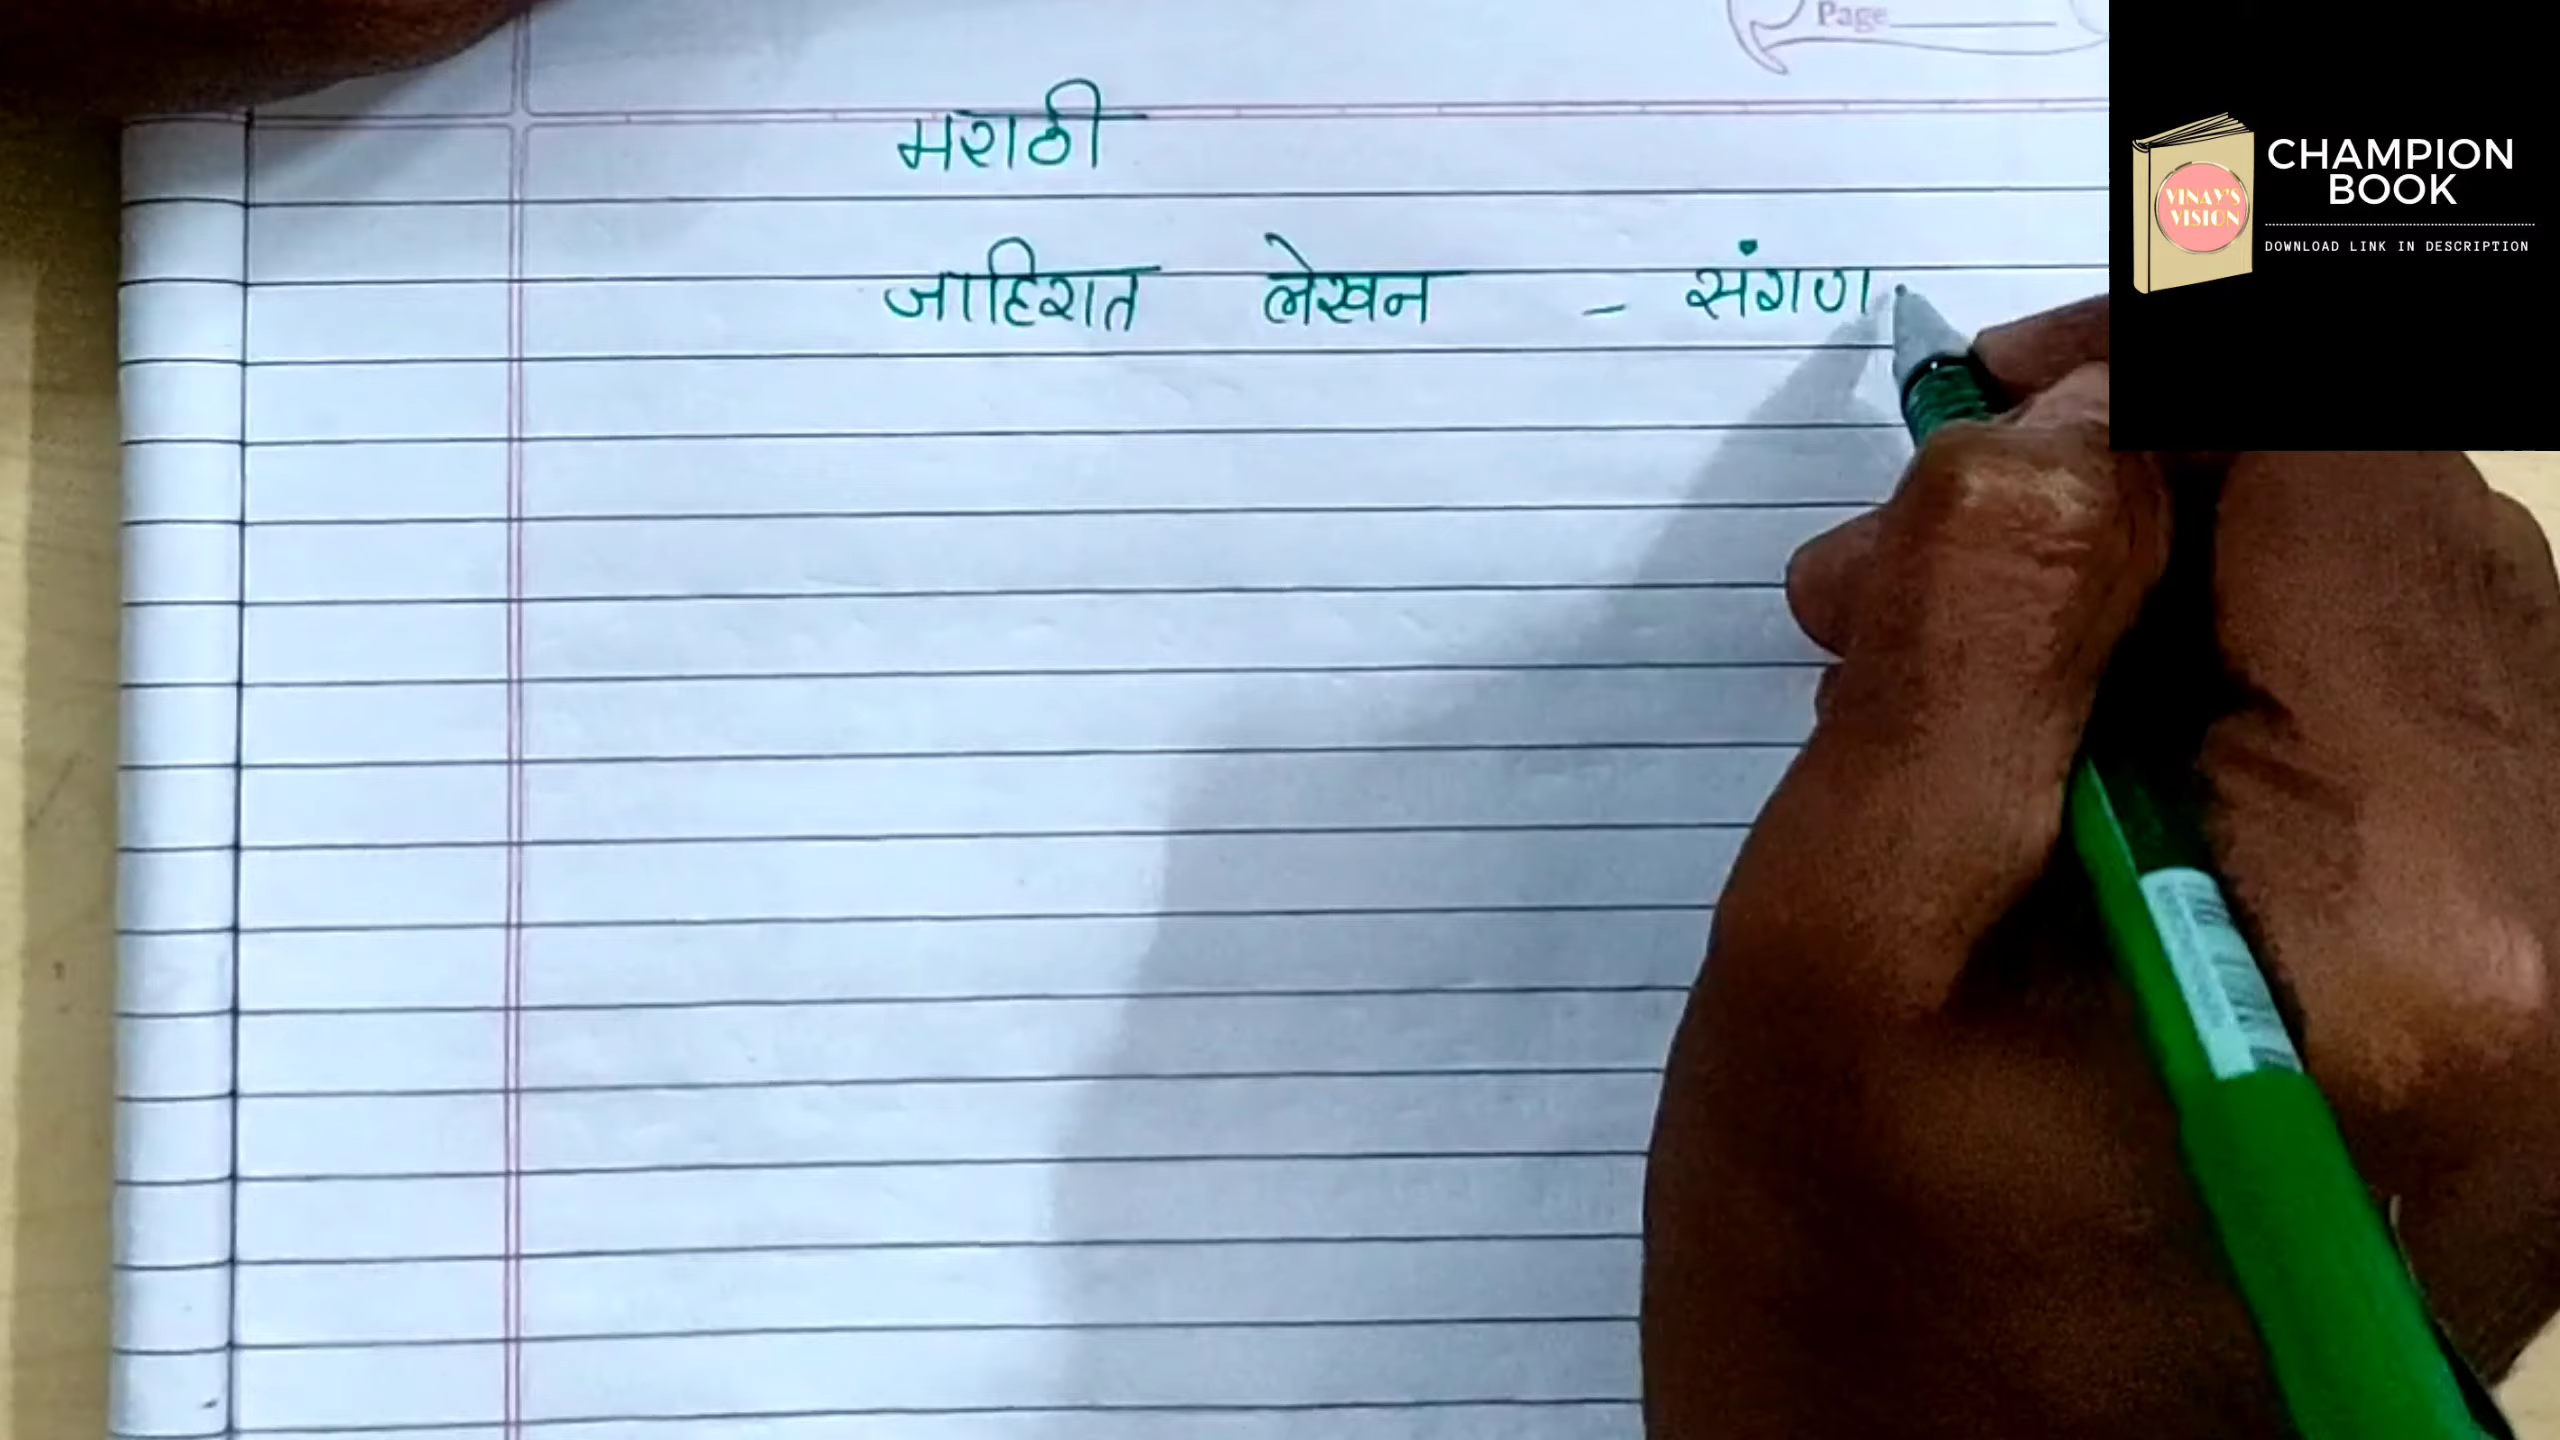 Page
मराठी
जाहिरात लेखन - संगण
CHAMPION
BOOK
VINAY'S
VISION
DOWNLOAD LINK IN DESCRIPTION